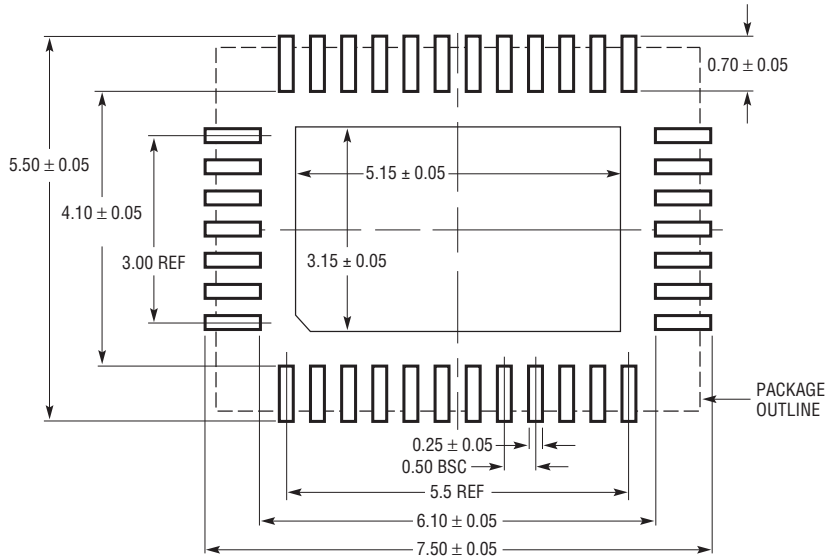 0.70 ± 0.05
5.50 ± 0.05
5.15 ± 0.05
4.10 ± 0.05
3.00 REF
3.15 ± 0.05
PACKAGE
OUTLINE
0.25 ± 0.05
0.50 BSC
5.5 REF
6.10 ± 0.05
7.50 ± 0.05